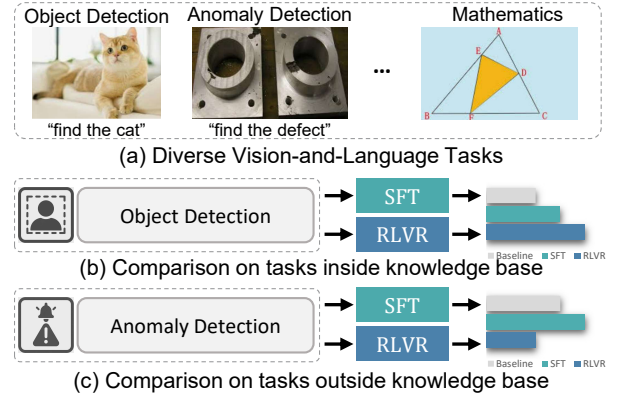 Object Detection
Anomaly Detection
Mathematics
A
E
D
B
F
C
...
"find the cat"
"find the defect"
(a) Diverse Vision-and-Language Tasks
Object Detection
SFT
RLVR
Baseline SFT RLVR
(b) Comparison on tasks inside knowledge base
Anomaly Detection
SFT
RLVR
Baseline SFT RLVR
(c) Comparison on tasks outside knowledge base